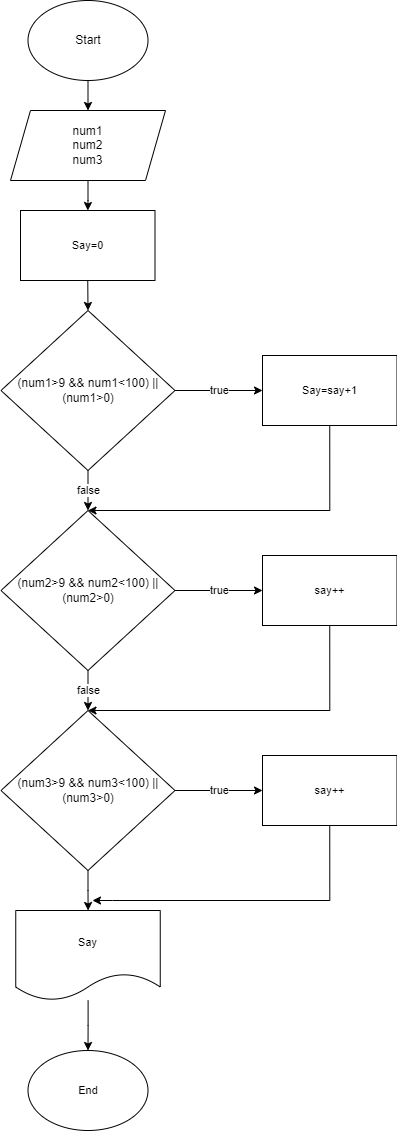 Start
num1
num2
num3
Say=0
(num1>9 && num1<100) ||
(num1>0)
true
Say=say+1
false
(num2>9 && num2<100) ||
(num2>0)
true
say++
false
(num3>9 && num3<100) ||
(num3>0)
true
say++
Say
End